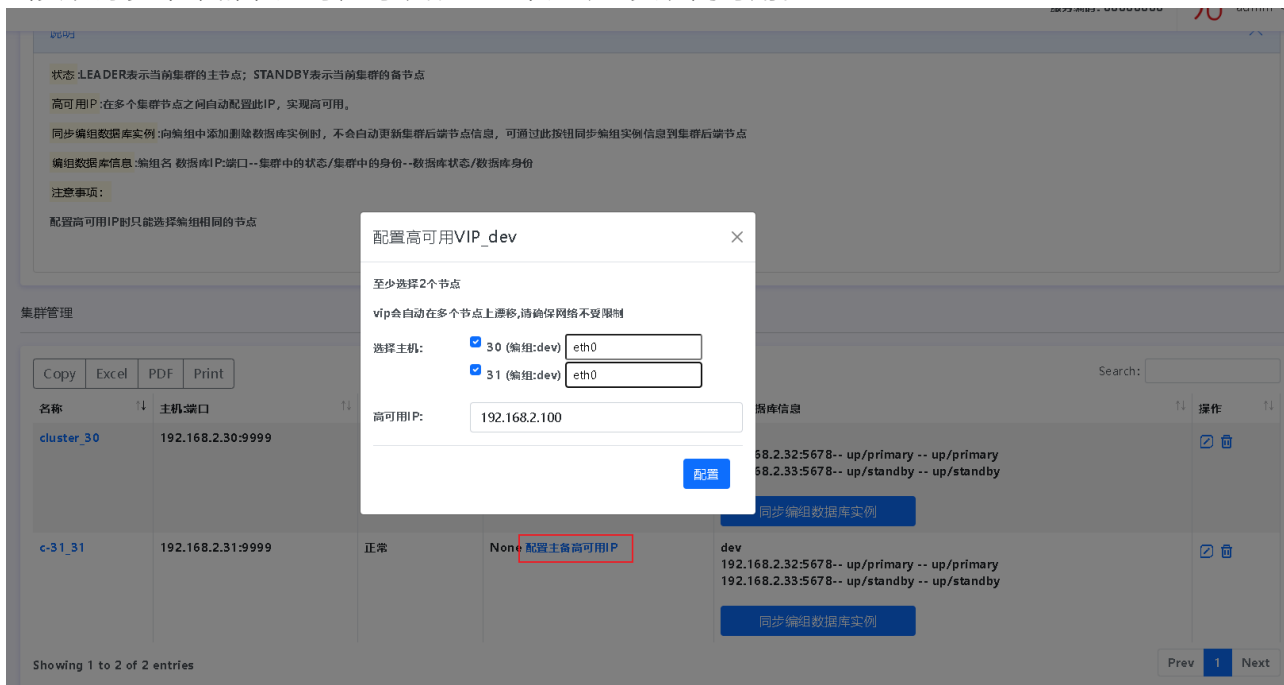 admin
说明
状态:LEADER表示当前集群的主节点；STANDBY表示当前集群的备节点
高可用IP:在多个集群节点之间自动配置此IP，实现高可用。
同步编组数据库实例:向编组中添加删除数据库实例时，不会自动更新集群后端节点信息，可通过此按钮同步编组实例信息到集群后端节点
编组数据库信息:编组名 数据库IP:端口--集群中的状态/集群中的身份--数据库状态/数据库身份
注意事项：
配置高可用IP时只能选择编组相同的节点
配置高可用VIP_dev
至少选择2个节点
vip会自动在多个节点上漂移,请确保网络不受限制
选择主机:
30 (编组:dev) eth0
31 (编组:dev) eth0
高可用IP:
192.168.2.100
配置
集群管理
Copy Excel PDF Print
Search:
名称 主机:端口 据库信息 操作
cluster_30 192.168.2.30:9999
68.2.32:5678-- up/primary -- up/primary
68.2.33:5678-- up/standby -- up/standby
同步编组数据库实例
c-31_31 192.168.2.31:9999 正常 None 配置主备高可用IP dev
192.168.2.32:5678-- up/primary -- up/primary
192.168.2.33:5678-- up/standby -- up/standby
同步编组数据库实例
Showing 1 to 2 of 2 entries
Prev 1 Next